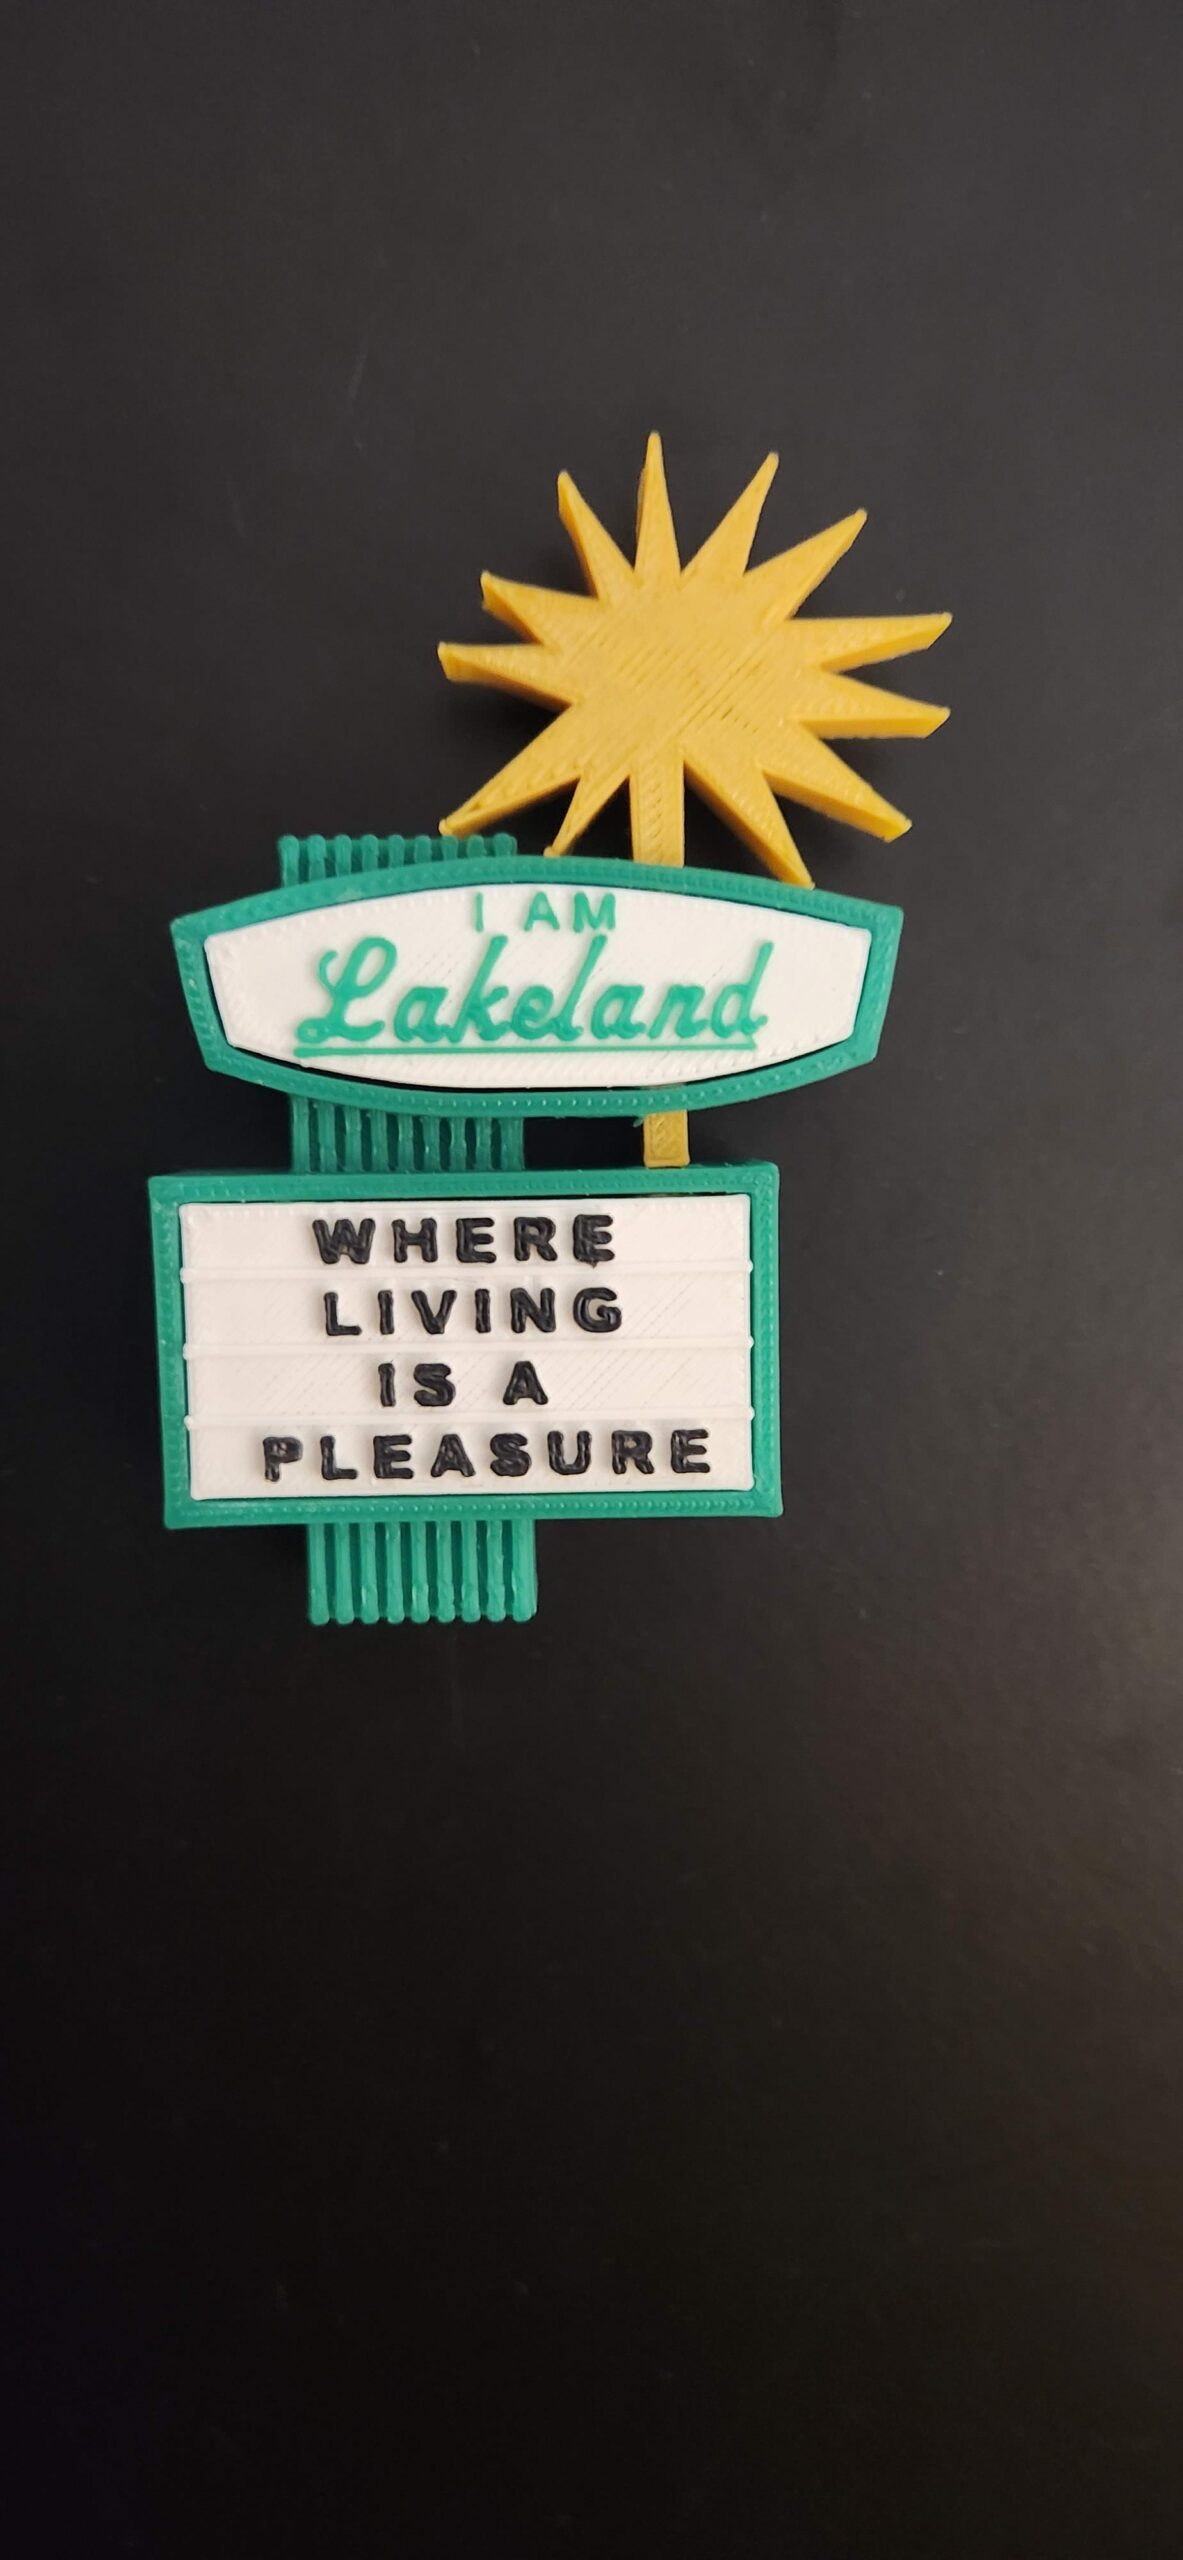 I AM
Lakeland
WHERE
LIVING
IS A
PLEASURE